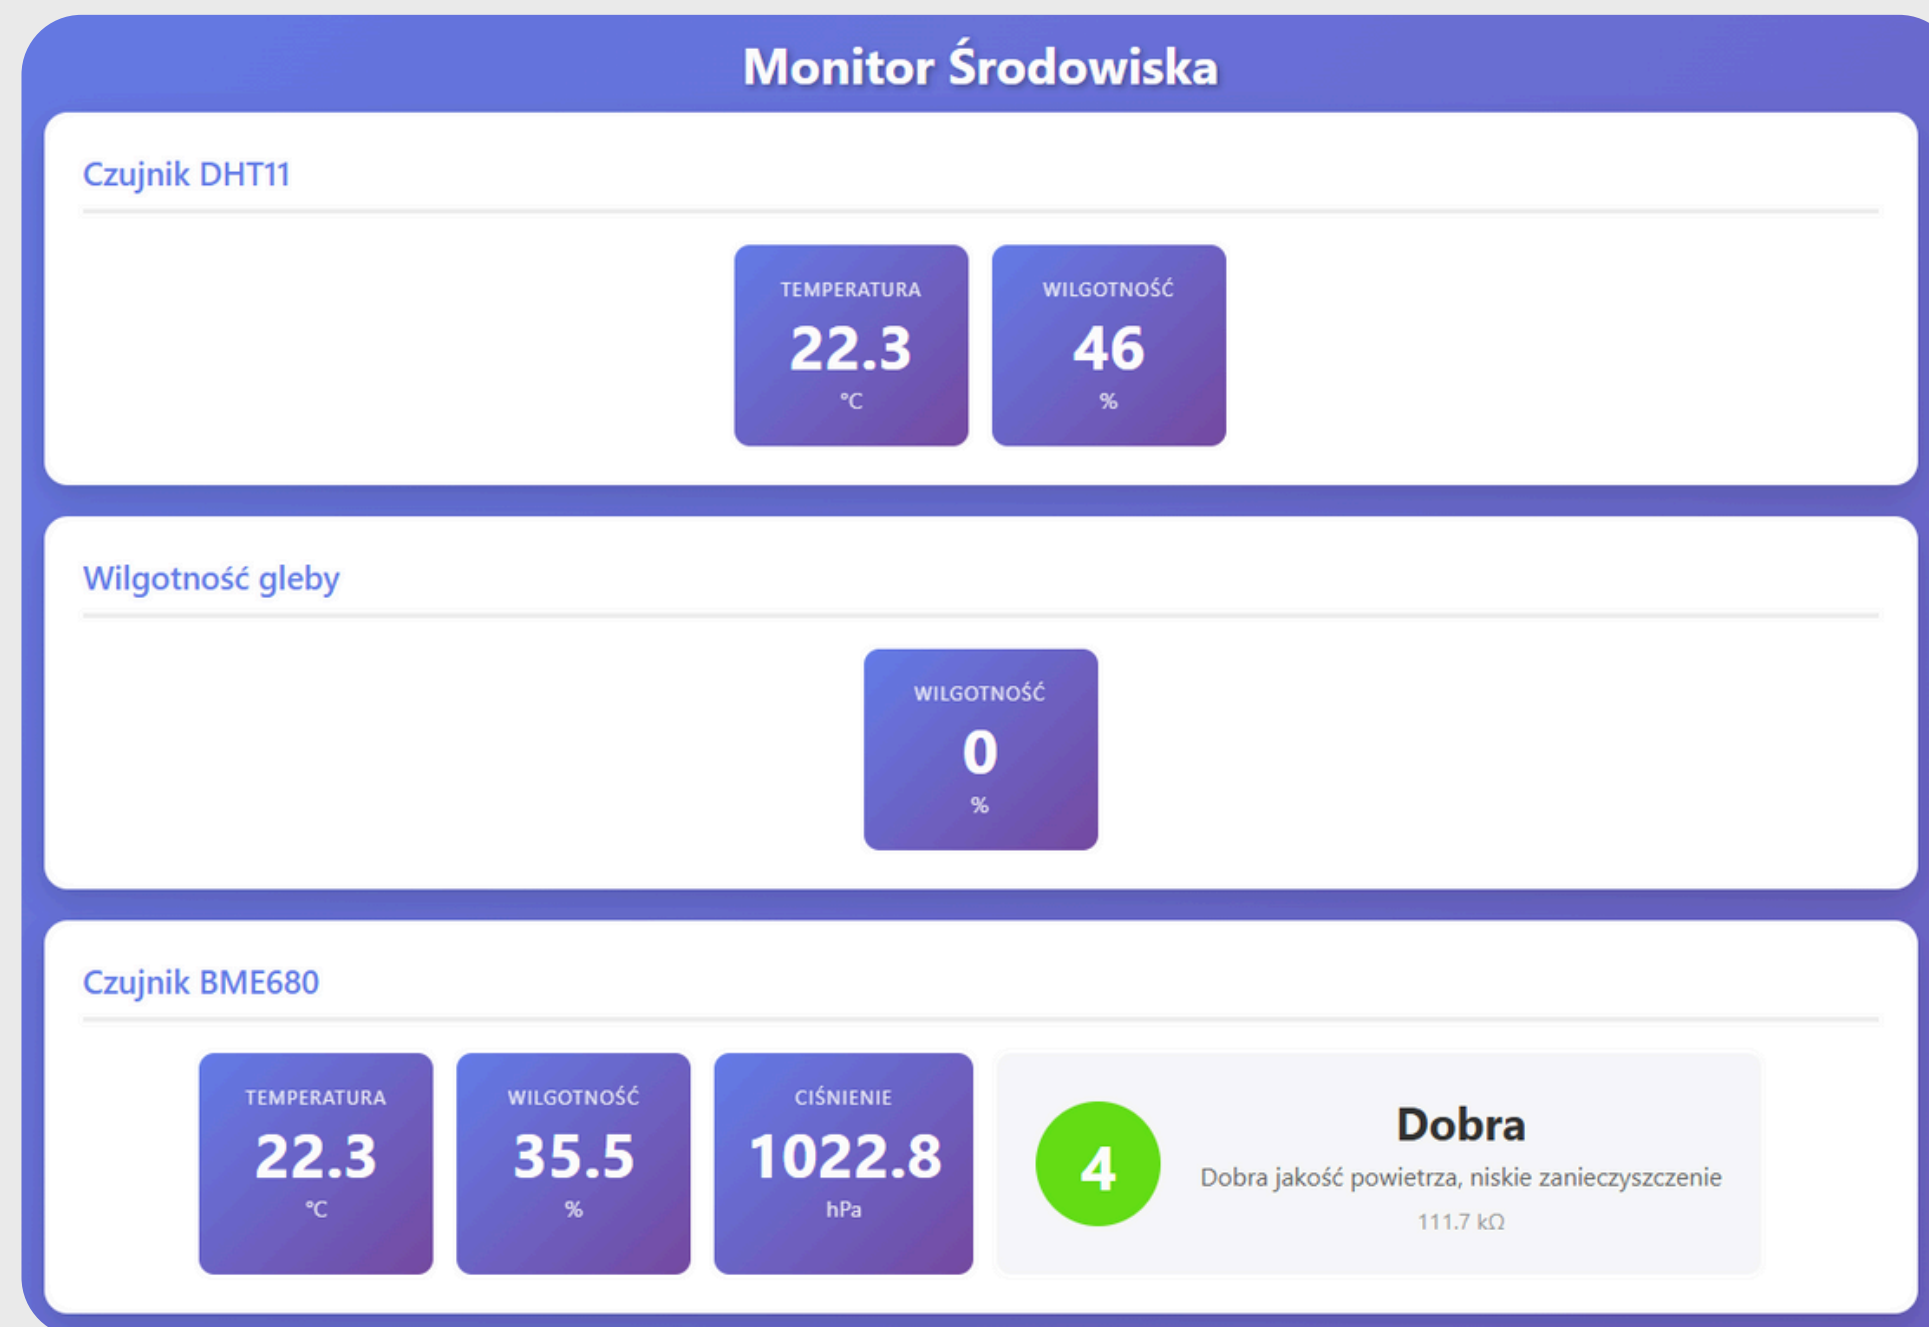 Monitor Środowiska
Czujnik DHT11
TEMPERATURA
22.3
°C
WILGOTNOŚĆ
46
%
Wilgotność gleby
WILGOTNOŚĆ
0
%
Czujnik BME680
TEMPERATURA
22.3
°C
WILGOTNOŚĆ
35.5
%
CIŚNIENIE
1022.8
hPa
4
Dobra
Dobra jakość powietrza, niskie zanieczyszczenie
111.7 kΩ